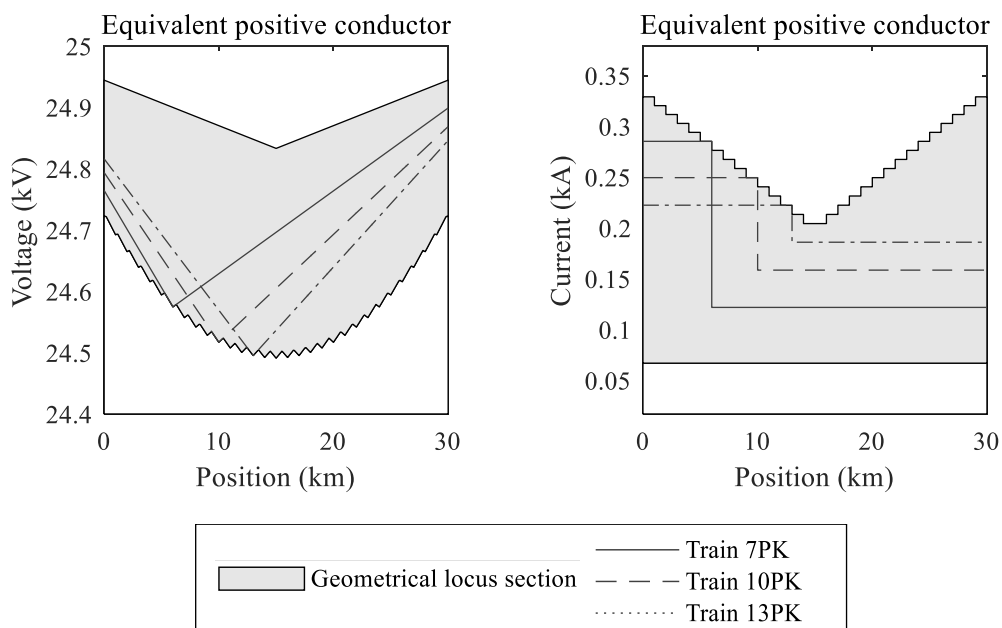 Equivalent positive conductor
25
24.9
24.8
24.7
24.6
24.5
24.4
Voltage (kV)
0
10
20
30
Position (km)
Equivalent positive conductor
0.35
0.3
0.25
0.2
0.15
0.1
0.05
Current (kA)
0
10
20
30
Position (km)
Geometrical locus section
Train 7PK
Train 10PK
Train 13PK